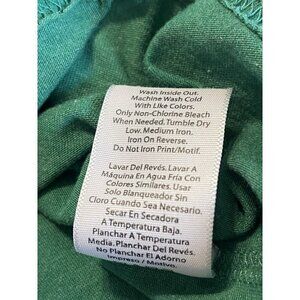 Wash Inside Out.
Machine Wash Cold
With Like Colors.
Only Non-Chlorine Bleach
When Needed. Tumble Dry
Low. Medium Iron.
Iron On Reverse.
Do Not Iron Print/Motif.
Lavar Del Revés. Lavar A
Máquina En Agua Fría Con
Colores Similares. Usar
Solo Blanqueador Sin
Cloro Cuando Sea Necesario.
Secar En Secadora
A Temperatura Baja.
Planchar A Temperatura
Media. Planchar Del Revés.
No Planchar El Adorno
Impreso / Motivo.